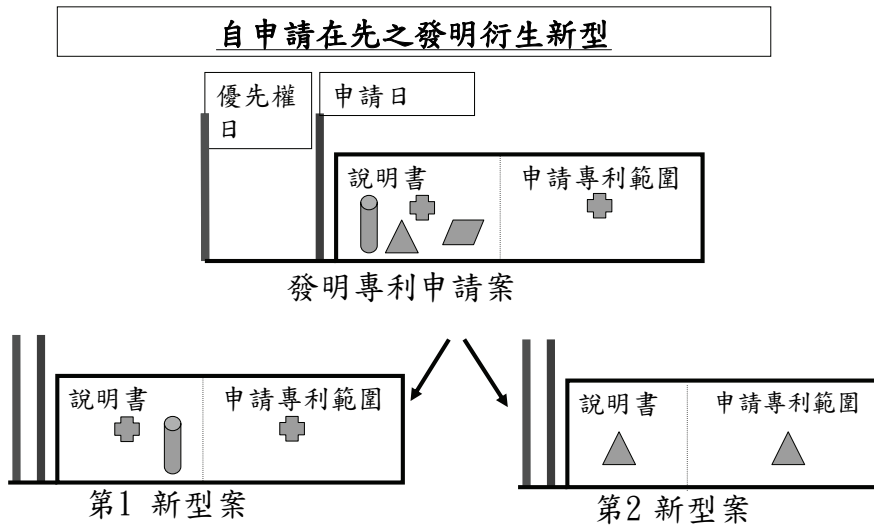 自申請在先之發明衍生新型
優先權
日
申請日
說明書
申請專利範圍
發明專利申請案
說明書
申請專利範圍
第1 新型案
說明書
申請專利範圍
第2 新型案